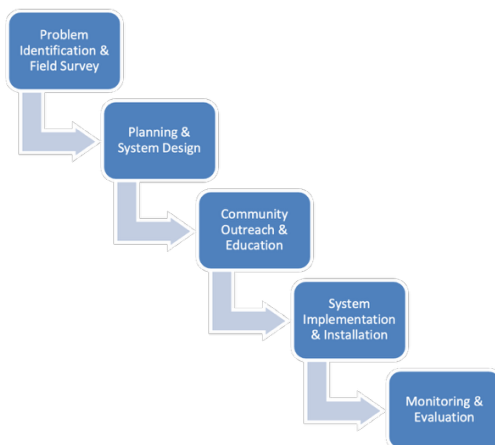 Problem
Identification &
Field Survey
Planning &
System Design
Community
Outreach &
Education
System
Implementation
& Installation
Monitoring &
Evaluation